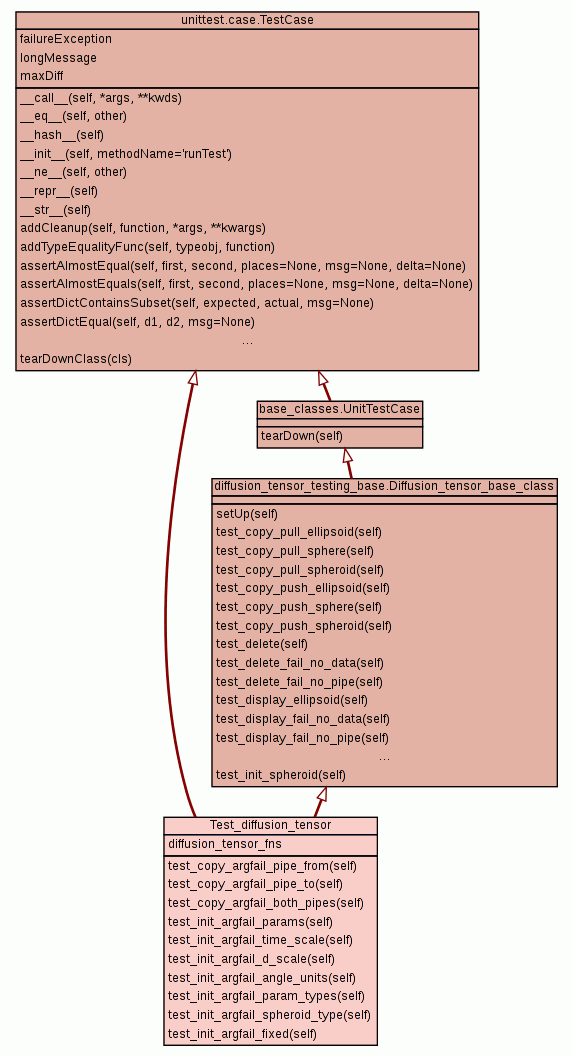 unittest.case.TestCase
failureException
longMessage
maxDiff
__call__(self, *args, **kwds)
__eq__(self, other)
__hash__(self)
__init__(self, methodName='runTest')
__ne__(self, other)
__repr__(self)
__str__(self)
addCleanup(self, function, *args, **kwargs)
addTypeEqualityFunc(self, typeobj, function)
assertAlmostEqual(self, first, second, places=None, msg=None, delta=None)
assertAlmostEquals(self, first, second, places=None, msg=None, delta=None)
assertDictContainsSubset(self, expected, actual, msg=None)
assertDictEqual(self, d1, d2, msg=None)
...
tearDownClass(cls)
base_classes.UnitTestCase
tearDown(self)
diffusion_tensor_testing_base.Diffusion_tensor_base_class
setUp(self)
test_copy_pull_ellipsoid(self)
test_copy_pull_sphere(self)
test_copy_pull_spheroid(self)
test_copy_push_ellipsoid(self)
test_copy_push_sphere(self)
test_copy_push_spheroid(self)
test_delete(self)
test_delete_fail_no_data(self)
test_delete_fail_no_pipe(self)
test_display_ellipsoid(self)
test_display_fail_no_data(self)
test_display_fail_no_pipe(self)
...
test_init_spheroid(self)
Test_diffusion_tensor
diffusion_tensor_fns
test_copy_argfail_pipe_from(self)
test_copy_argfail_pipe_to(self)
test_copy_argfail_both_pipes(self)
test_init_argfail_params(self)
test_init_argfail_time_scale(self)
test_init_argfail_d_scale(self)
test_init_argfail_angle_units(self)
test_init_argfail_param_types(self)
test_init_argfail_spheroid_type(self)
test_init_argfail_fixed(self)